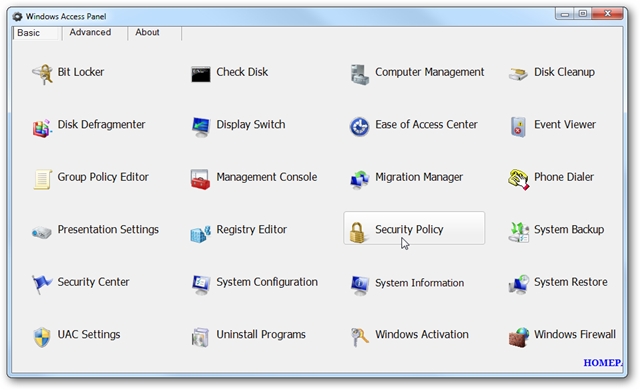 Windows Access Panel
Basic Advanced About
Bit Locker Check Disk Computer Management Disk Cleanup
Disk Defragmenter Display Switch Ease of Access Center Event Viewer
Group Policy Editor Management Console Migration Manager Phone Dialer
Presentation Settings Registry Editor Security Policy System Backup
Security Center System Configuration System Information System Restore
UAC Settings Uninstall Programs Windows Activation Windows Firewall